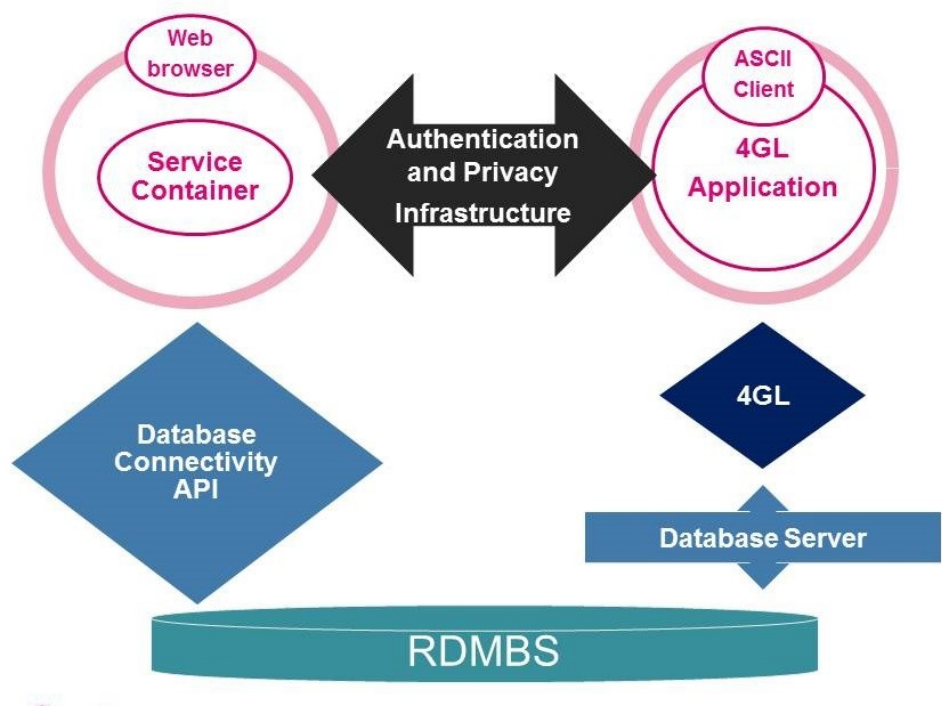 Web
browser
Service
Container
Authentication
and Privacy
Infrastructure
ASCII
Client
4GL
Application
Database
Connectivity
API
4GL
Database Server
RDMBS